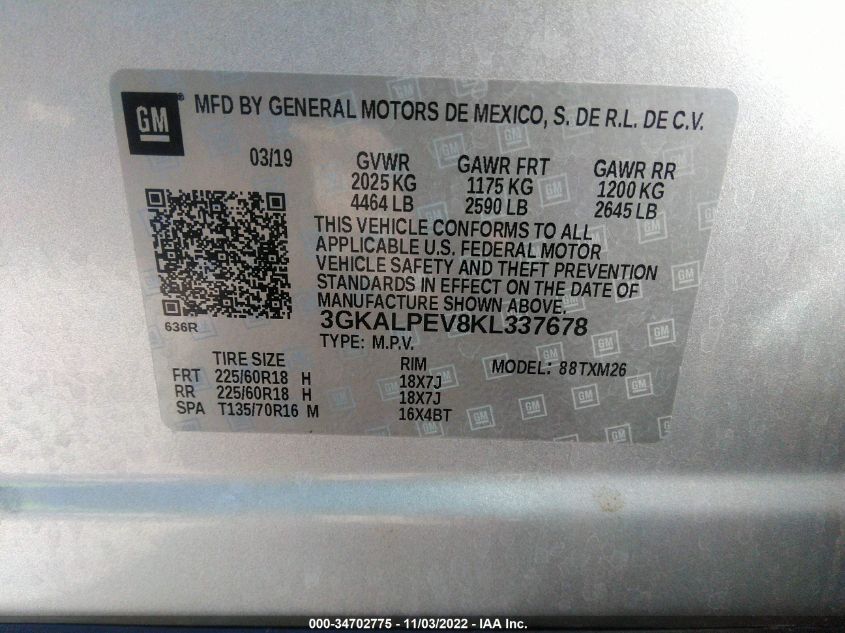 GM ® MFD BY GENERAL MOTORS DE MEXICO, S. DE R.L. DE C.V.
03/19 GVWR GAWR FRT GAWR RR
2025 KG 1175 KG 1200 KG
4464 LB 2590 LB 2645 LB
THIS VEHICLE CONFORMS TO ALL
APPLICABLE U.S. FEDERAL MOTOR
VEHICLE SAFETY AND THEFT PREVENTION
STANDARDS IN EFFECT ON THE DATE OF
MANUFACTURE SHOWN ABOVE.
636R 3GKALPEV8KL337678
TYPE: M.P.V.
TIRE SIZE RIM MODEL: 88TXM26
FRT 225/60R18 H 18X7J
RR 225/60R18 H 18X7J
SPA T135/70R16 M 16X4BT
000-34702775 - 11/03/2022 - IAA Inc.